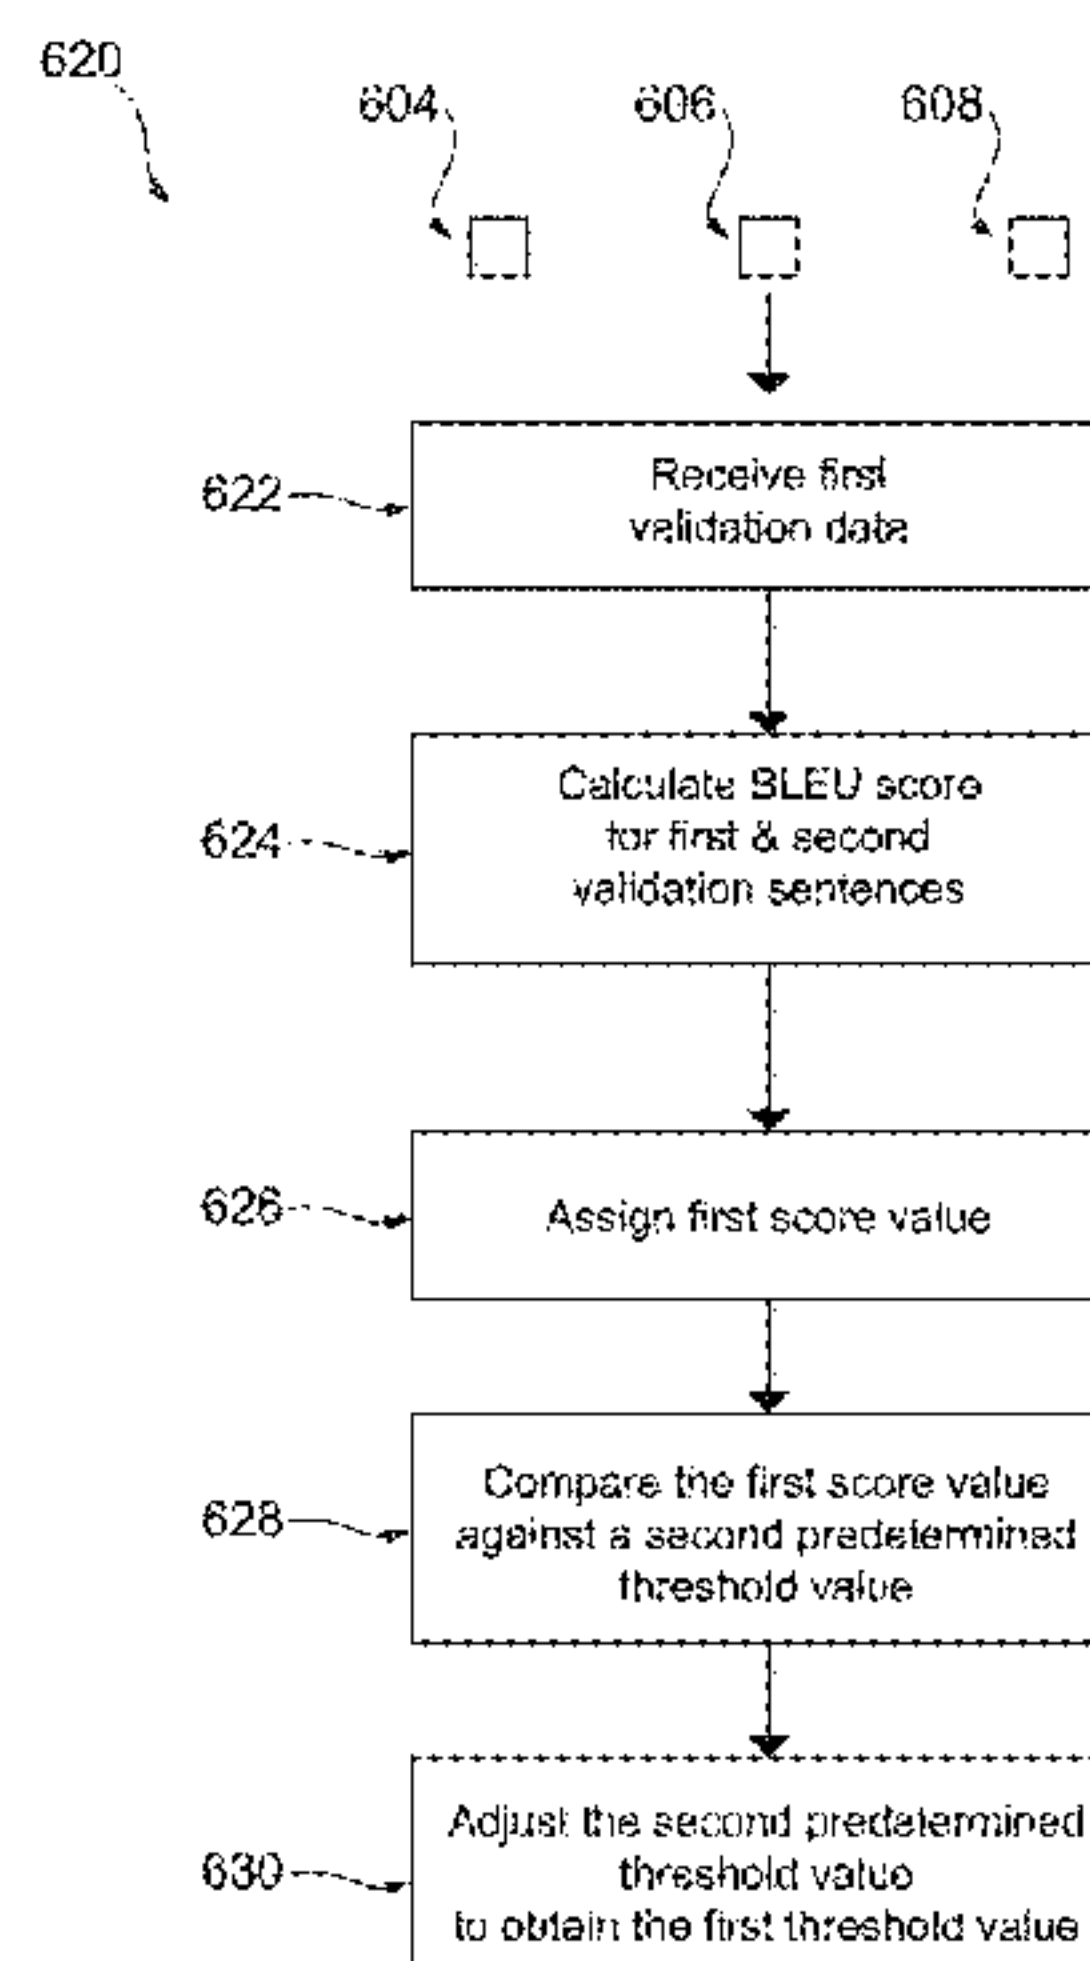 620
604
606
608
622
Receive first
validation data
624
Calculate BLEU score
for first & second
validation sentences
626
Assign first score value
628
Compare the first score value
against a second predetermined
threshold value
630
Adjust the second predetermined
threshold value
to obtain the first threshold value